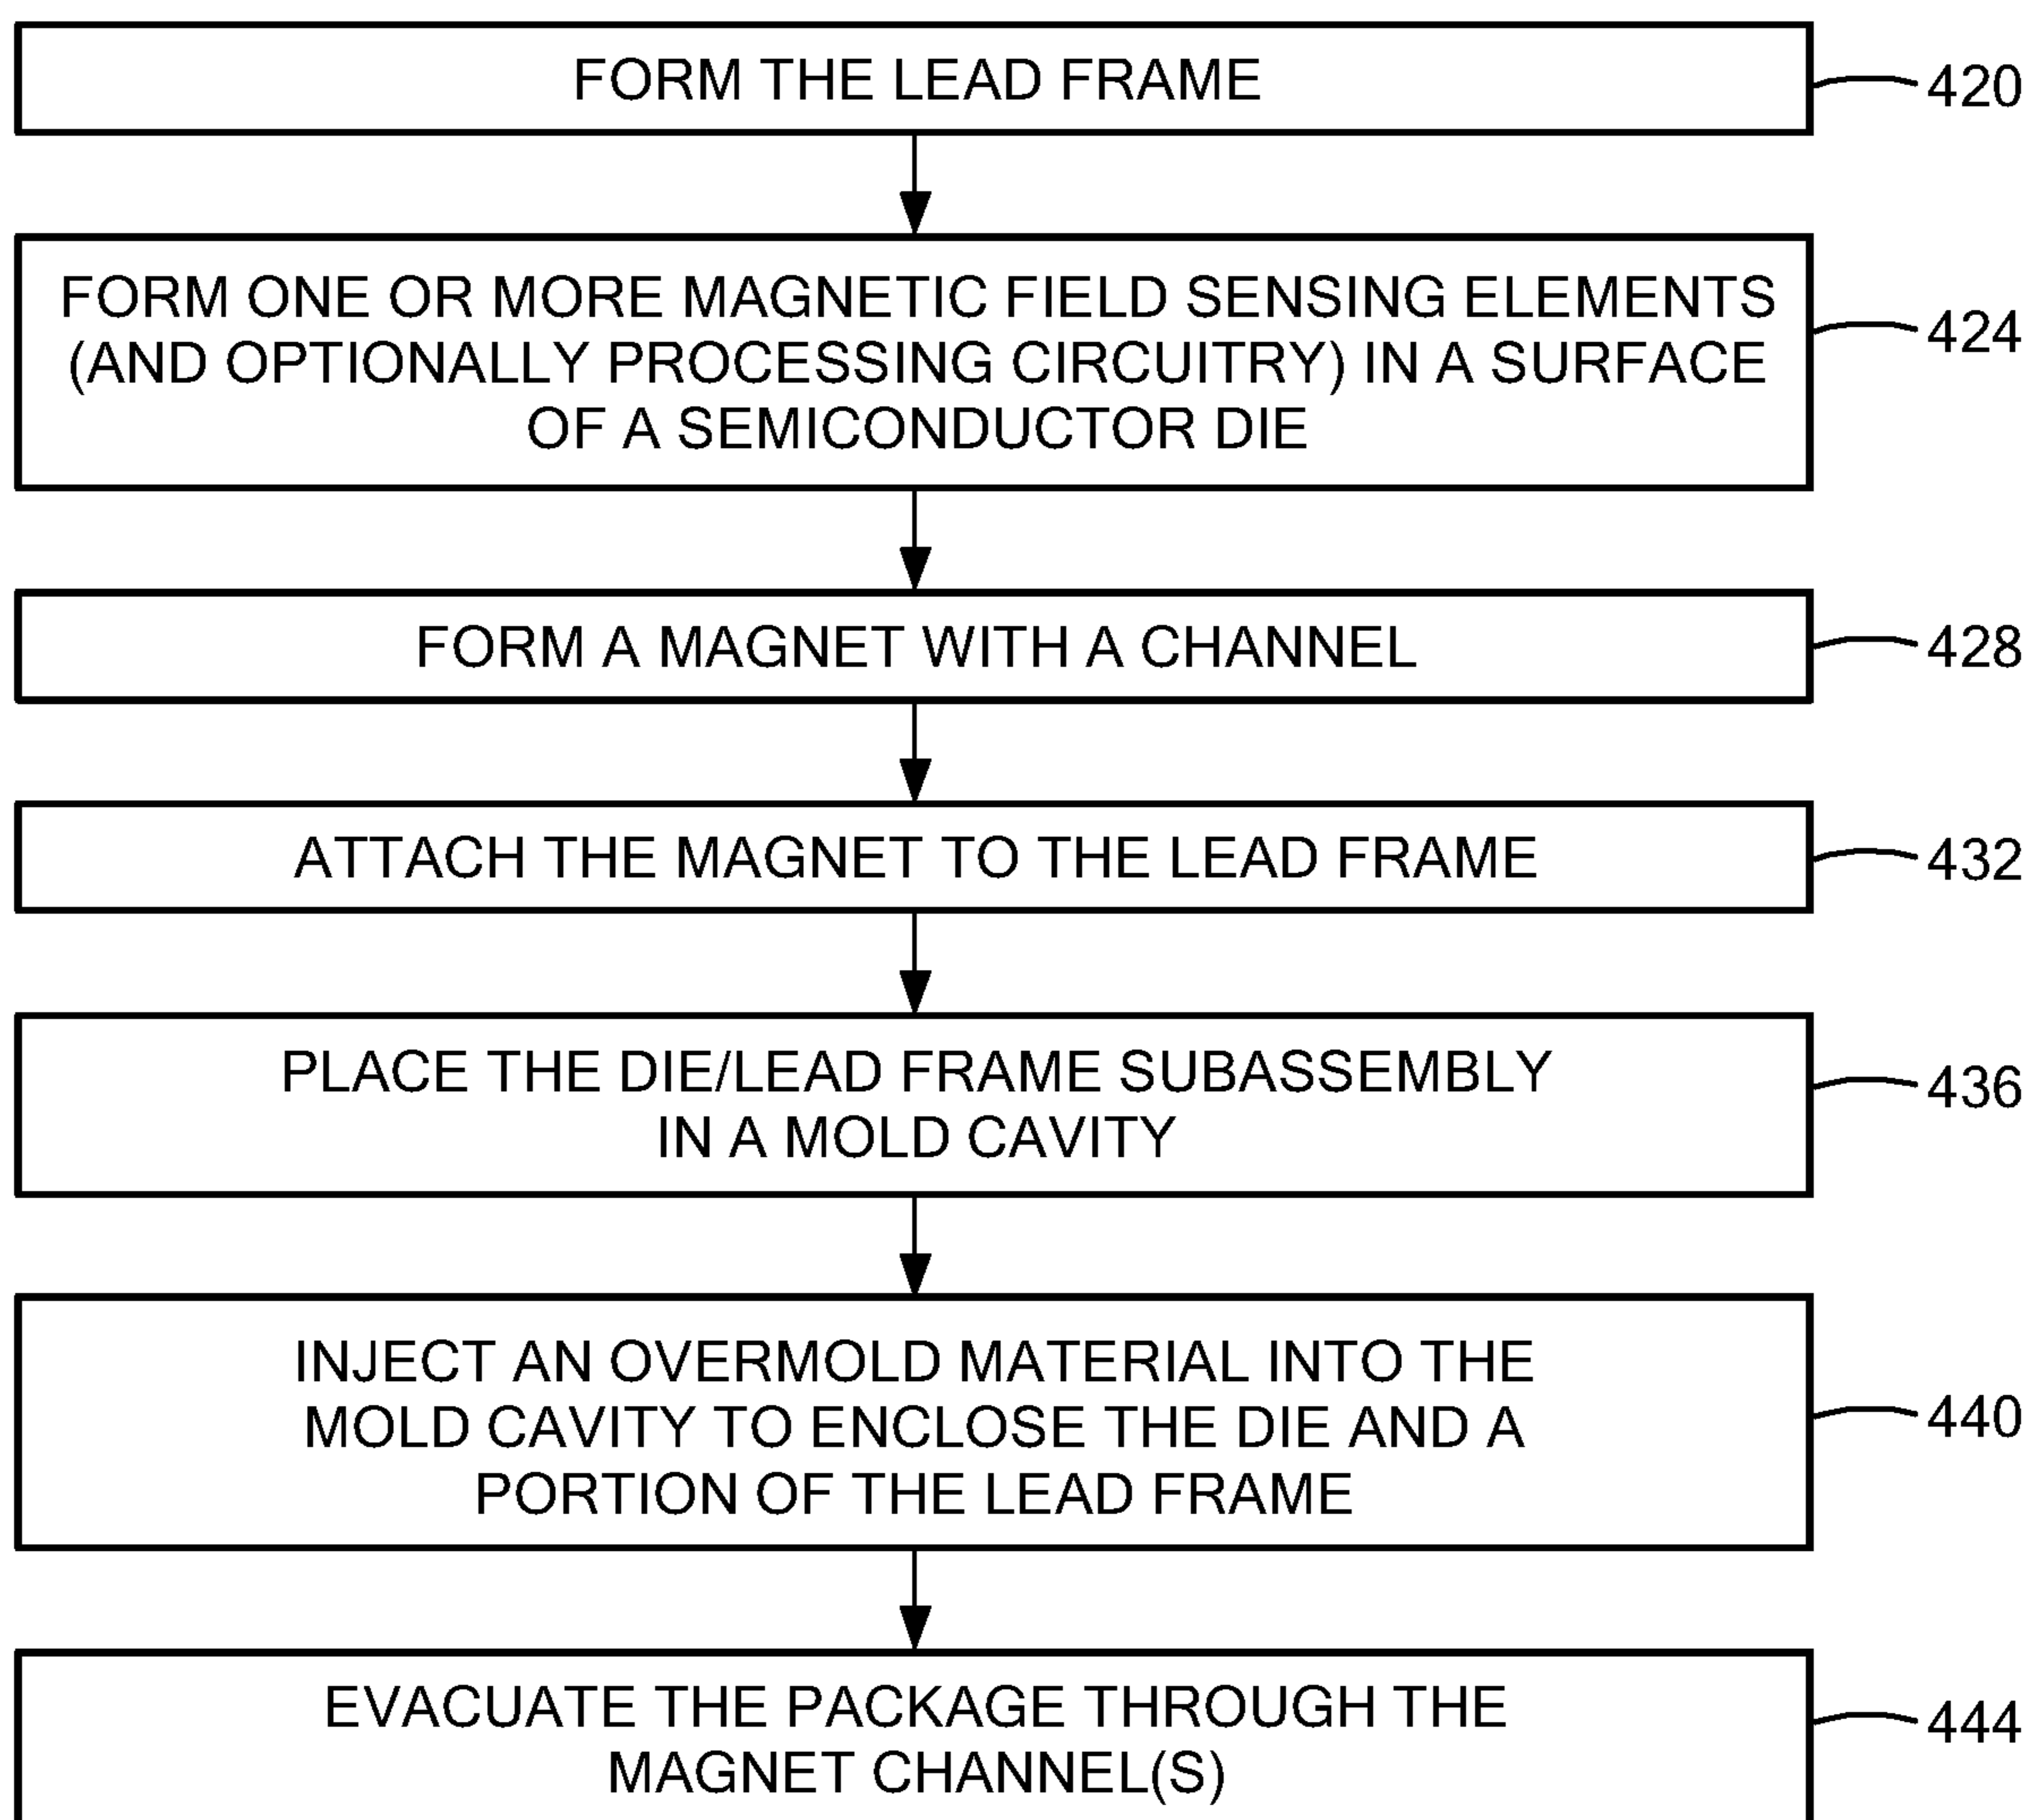 FORM THE LEAD FRAME
420
FORM ONE OR MORE MAGNETIC FIELD SENSING ELEMENTS
(AND OPTIONALLY PROCESSING CIRCUITRY) IN A SURFACE
OF A SEMICONDUCTOR DIE
424
FORM A MAGNET WITH A CHANNEL
428
ATTACH THE MAGNET TO THE LEAD FRAME
432
PLACE THE DIE/LEAD FRAME SUBASSEMBLY
IN A MOLD CAVITY
436
INJECT AN OVERMOLD MATERIAL INTO THE
MOLD CAVITY TO ENCLOSE THE DIE AND A
PORTION OF THE LEAD FRAME
440
EVACUATE THE PACKAGE THROUGH THE
MAGNET CHANNEL(S)
444